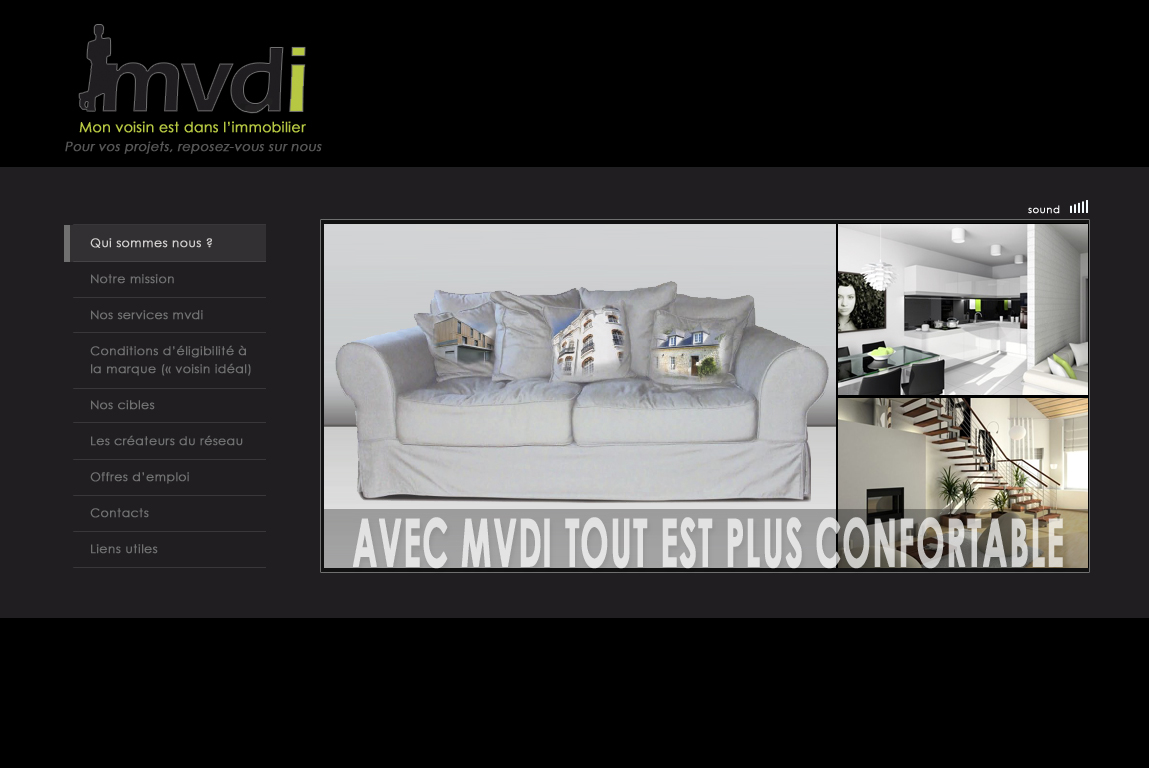 mvdi
Mon voisin est dans l'immobilier
Pour vos projets, reposez-vous sur nous
sound
Qui sommes nous ?
Notre mission
Nos services mvdi
Conditions d'éligibilité à
la marque (« voisin idéal)
Nos cibles
Les créateurs du réseau
Offres d'emploi
Contacts
Liens utiles
AVEC MVDI TOUT EST PLUS CONFORTABLE